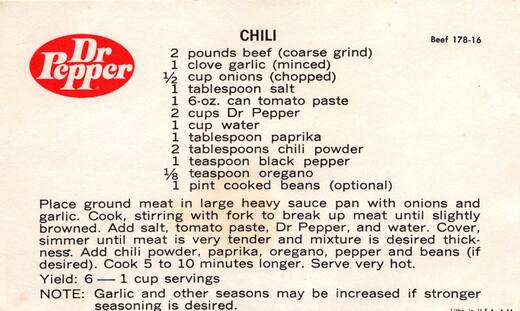 Dr
Pepper
CHILI
Beef 178-16
2 pounds beef (coarse grind)
1 clove garlic (minced)
½ cup onions (chopped)
1 tablespoon salt
1 6-oz. can tomato paste
2 cups Dr Pepper
1 cup water
1 tablespoon paprika
2 tablespoons chili powder
1 teaspoon black pepper
⅛ teaspoon oregano
1 pint cooked beans (optional)
Place ground meat in large heavy sauce pan with onions and
garlic. Cook, stirring with fork to break up meat until slightly
browned. Add salt, tomato paste, Dr Pepper, and water. Cover,
simmer until meat is very tender and mixture is desired thick-
ness. Add chili powder, paprika, oregano, pepper and beans (if
desired). Cook 5 to 10 minutes longer. Serve very hot.
Yield: 6 — 1 cup servings
NOTE: Garlic and other seasons may be increased if stronger
seasoning is desired.